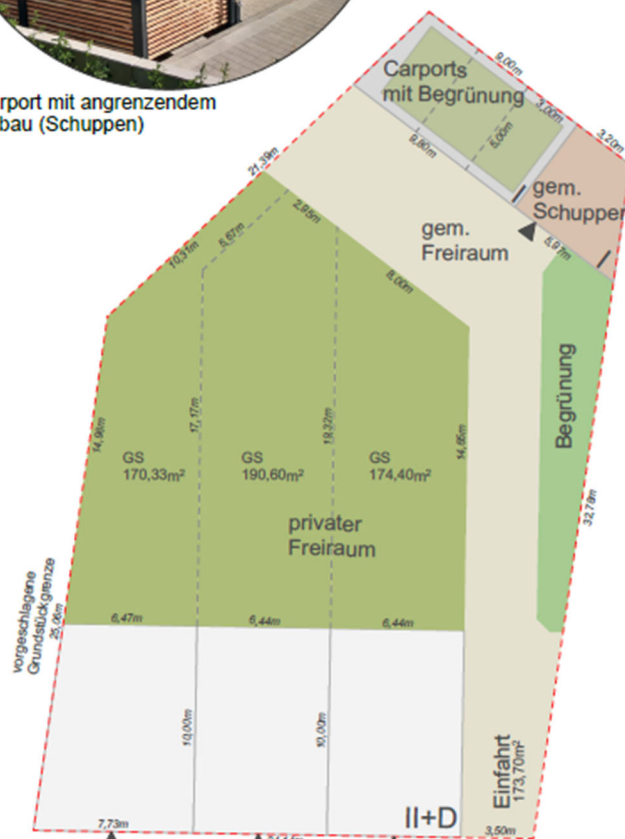 rport mit angrenzendem
bau (Schuppen)
Carports
mit Begrünung
9,00m
3,00m
5,00m
9,80m
3,20m
21,39m
gem.
Schuppen
gem.
Freiraum
5,97m
2,95m
5,67m
10,31m
8,00m
Begrünung
14,96m
17,17m
19,32m
14,65m
GS
170,33m²
GS
190,60m²
GS
174,40m²
privater
Freiraum
32,78m
vorgeschlagene
Grundstückgrenze
25,06m
6,47m
6,44m
6,44m
10,00m
10,00m
Einfahrt
173,70m²
II+D
7,73m
3,50m